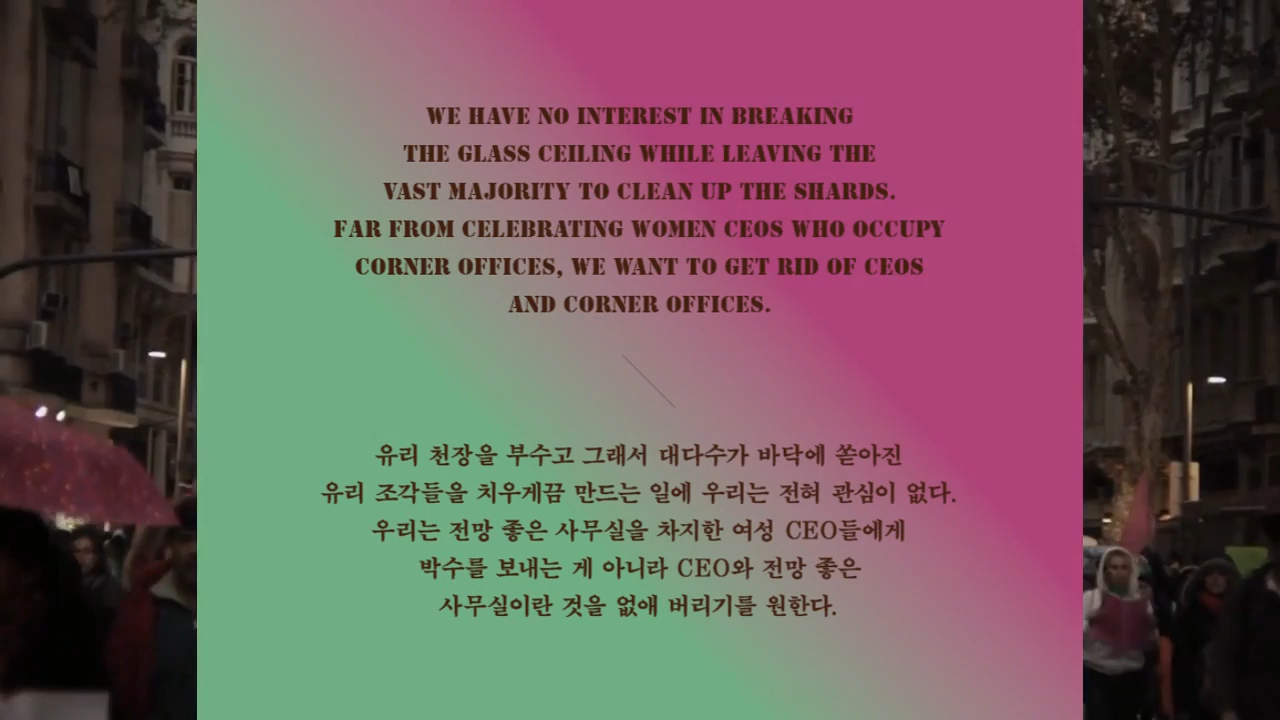 WE HAVE NO INTEREST IN BREAKING
THE GLASS CEILING WHILE LEAVING THE
VAST MAJORITY TO CLEAN UP THE SHARDS.
FAR FROM CELEBRATING WOMEN CEOS WHO OCCUPY
CORNER OFFICES, WE WANT TO GET RID OF CEOS
AND CORNER OFFICES.
유리 천장을 부수고 그래서 대다수가 바닥에 쏟아진
유리 조각들을 치우게끔 만드는 일에 우리는 전혀 관심이 없다.
우리는 전망 좋은 사무실을 차지한 여성 CEO들에게
박수를 보내는 게 아니라 CEO와 전망 좋은
사무실이란 것을 없애 버리기를 원한다.